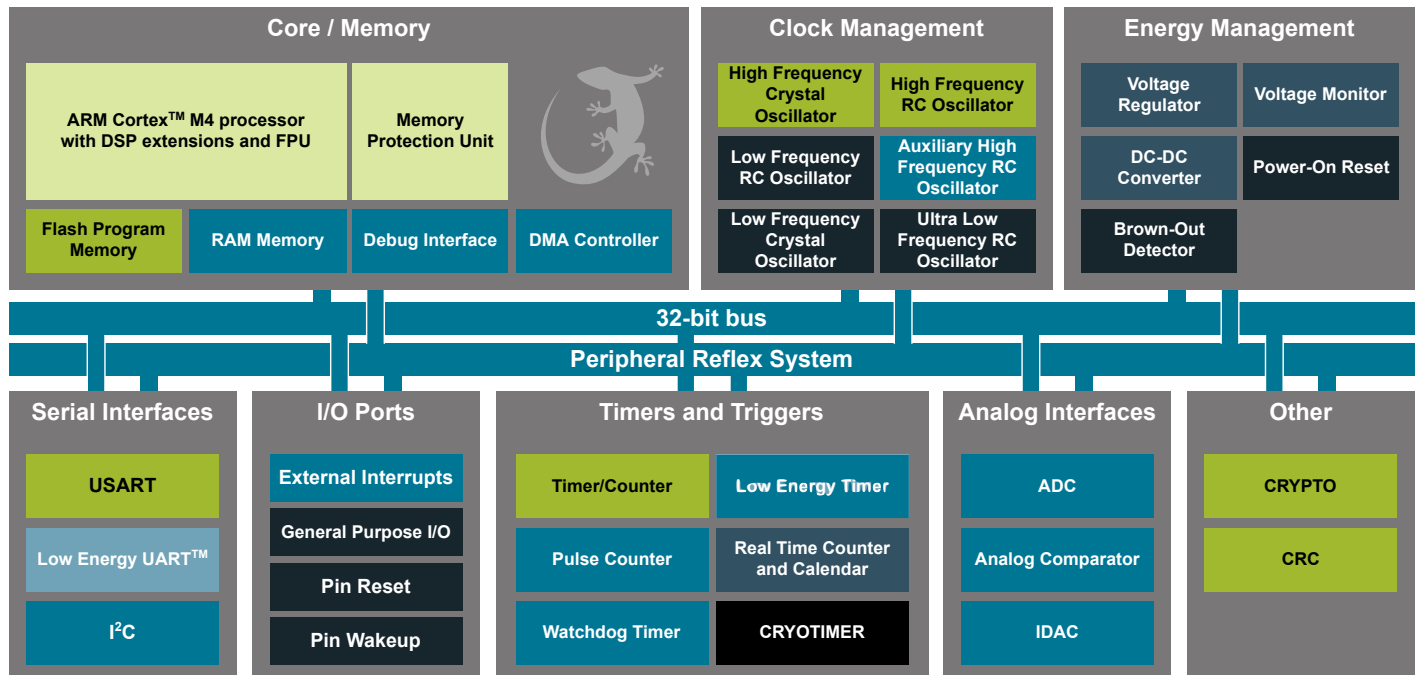 Core / Memory
ARM Cortex™ M4 processor
with DSP extensions and FPU
Memory
Protection Unit
Flash Program
Memory
RAM Memory
Debug Interface
DMA Controller
Clock Management
High Frequency
Crystal
Oscillator
High Frequency
RC Oscillator
Low Frequency
RC Oscillator
Auxiliary High
Frequency RC
Oscillator
Low Frequency
Crystal
Oscillator
Ultra Low
Frequency RC
Oscillator
Energy Management
Voltage
Regulator
Voltage Monitor
DC-DC
Converter
Power-On Reset
Brown-Out
Detector
32-bit bus
Peripheral Reflex System
Serial Interfaces
USART
Low Energy UART™
I²C
I/O Ports
External Interrupts
General Purpose I/O
Pin Reset
Pin Wakeup
Timers and Triggers
Timer/Counter
Low Energy Timer
Pulse Counter
Real Time Counter
and Calendar
Watchdog Timer
CRYOTIMER
Analog Interfaces
ADC
Analog Comparator
IDAC
Other
CRYPTO
CRC